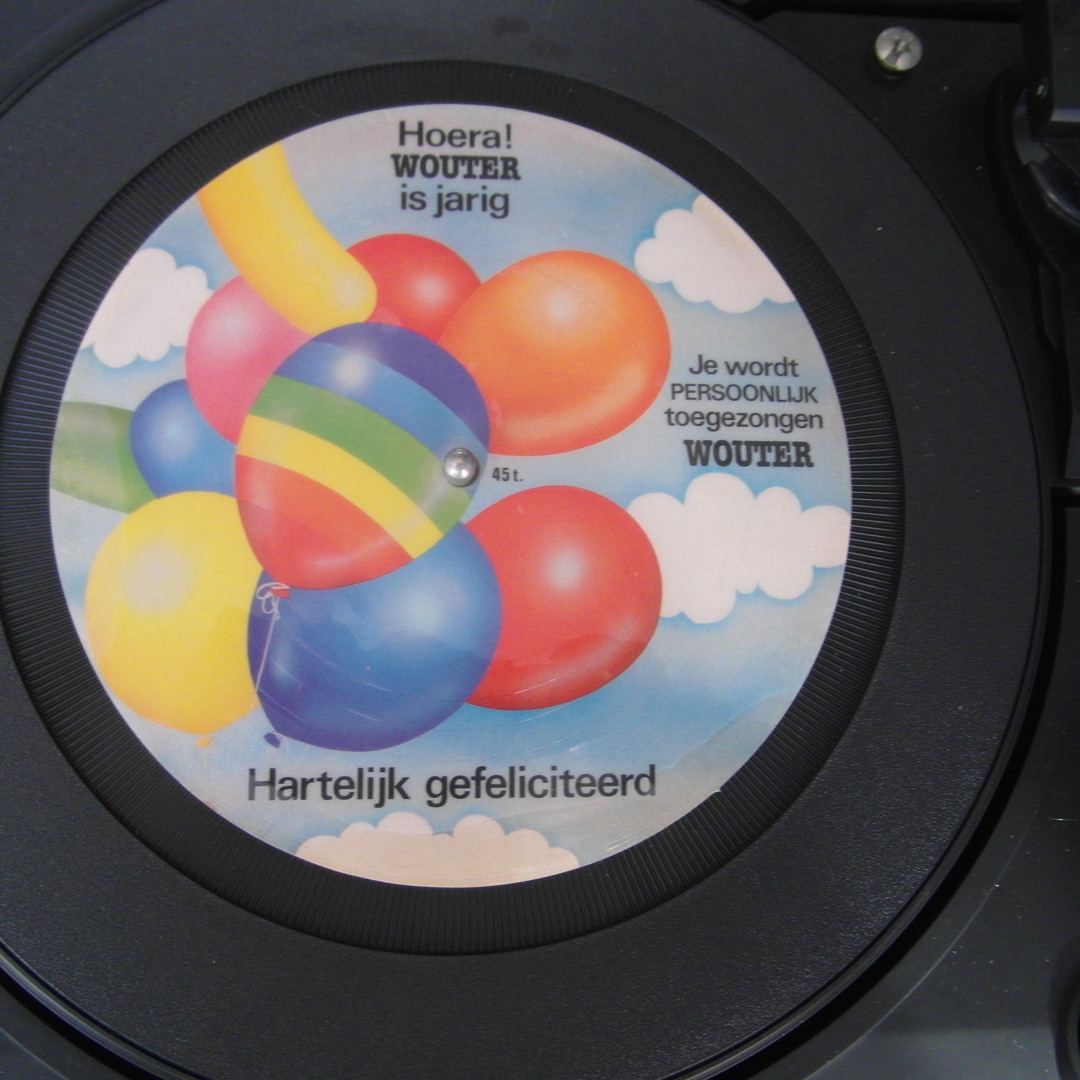 Hoera!
WOUTER
is jarig
Je wordt
PERSOONLIJK
toegezongen
WOUTER
45 t.
Hartelijk gefeliciteerd